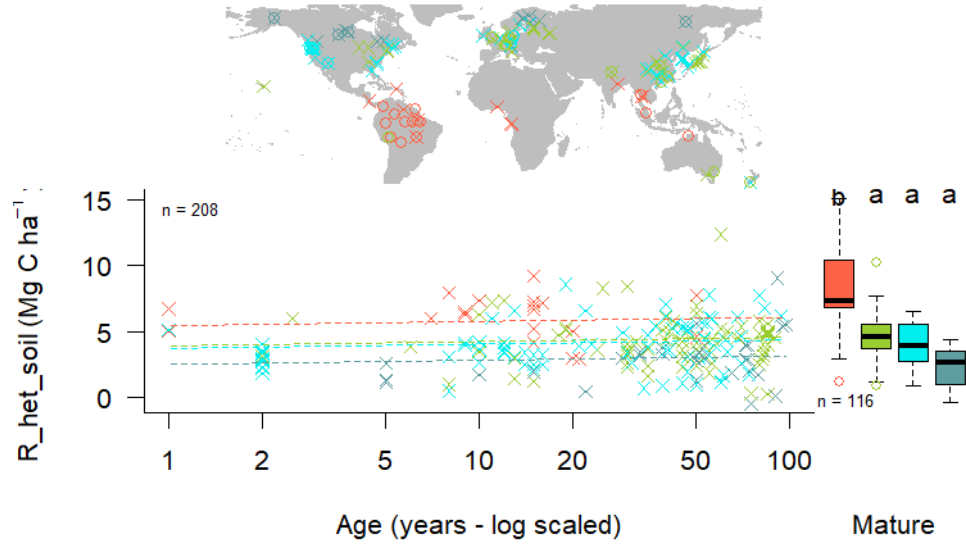 R_het_soil (Mg C ha⁻¹
15
10
5
0
n = 208
b a a a
n = 116
1 2 5 10 20 50 100
Age (years - log scaled)
Mature